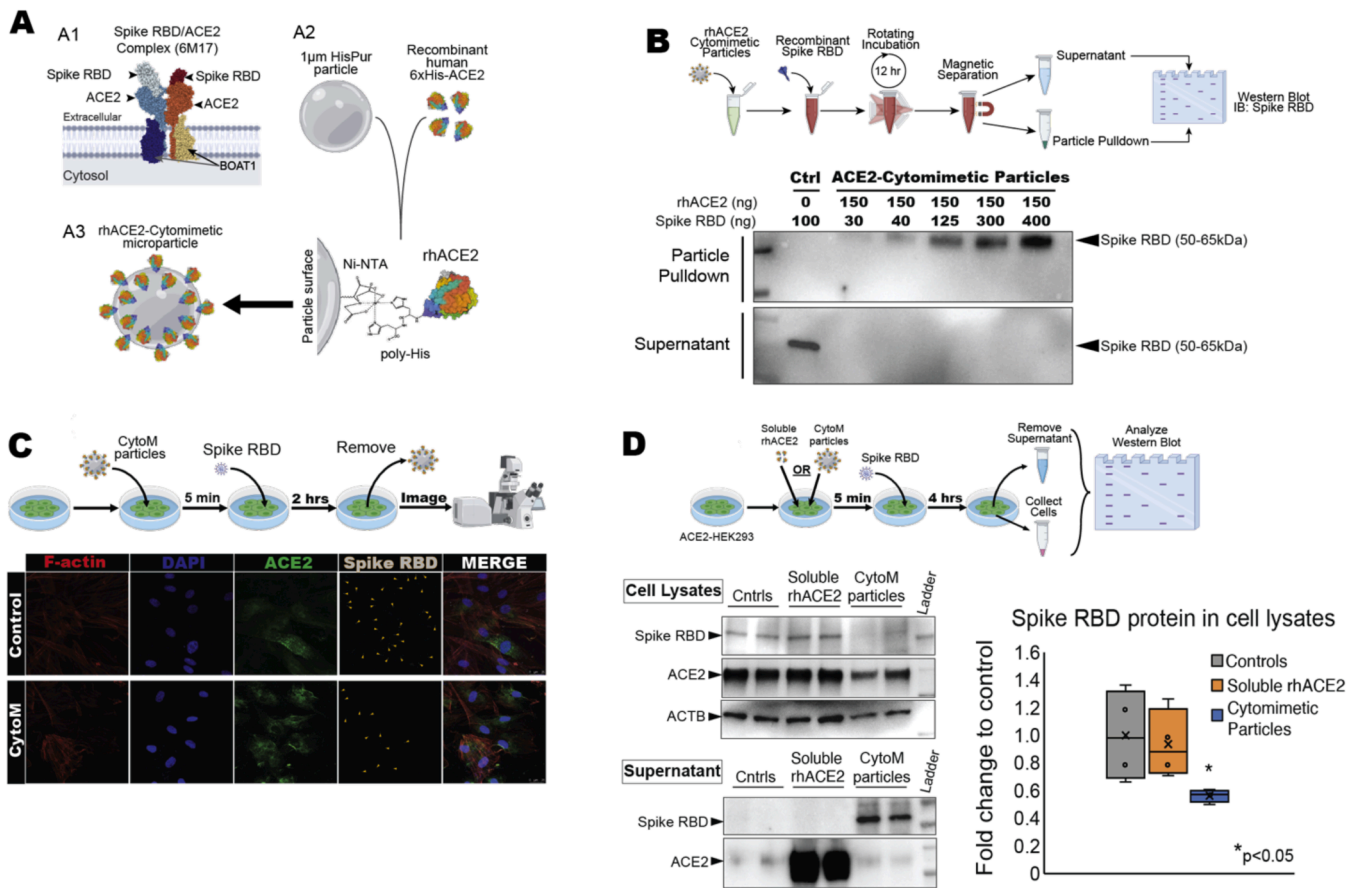 A
A1
Spike RBD/ACE2
Complex (6M17)
Spike RBD
Spike RBD
ACE2
ACE2
Extracellular
BOAT1
Cytosol
A2
1µm HisPur
particle
Recombinant
human
6xHis-ACE2
A3
rhACE2-Cytomimetic
microparticle
Particle surface
Ni-NTA
rhACE2
poly-His
B
rhACE2
Cytomimetic
Particles
Recombinant
Spike RBD
Rotating
Incubation
12 hr
Magnetic
Separation
Supernatant
Particle Pulldown
Western Blot
IB: Spike RBD
Ctrl ACE2-Cytomimetic Particles
rhACE2 (ng) 0 150 150 150 150 150
Spike RBD (ng) 100 30 40 125 300 400
Particle
Pulldown
Spike RBD (50-65kDa)
Supernatant
Spike RBD (50-65kDa)
C
CytoM
particles
Spike RBD
Remove
5 min
2 hrs
Image
F-actin DAPI ACE2 Spike RBD MERGE
Control
CytoM
D
Soluble
rhACE2
OR
CytoM
particles
Spike RBD
5 min
4 hrs
ACE2-HEK293
Remove
Supernatant
Collect
Cells
Analyze
Western Blot
Cell Lysates
Cntrls
Soluble
rhACE2
CytoM
particles
Ladder
Spike RBD
ACE2
ACTB
Supernatant
Cntrls
Soluble
rhACE2
CytoM
particles
Ladder
Spike RBD
ACE2
Spike RBD protein in cell lysates
Fold change to control
1.6
1.4
1.2
1.0
0.8
0.6
0.4
0.2
0
Controls
Soluble rhACE2
Cytomimetic
Particles
*
*p<0.05